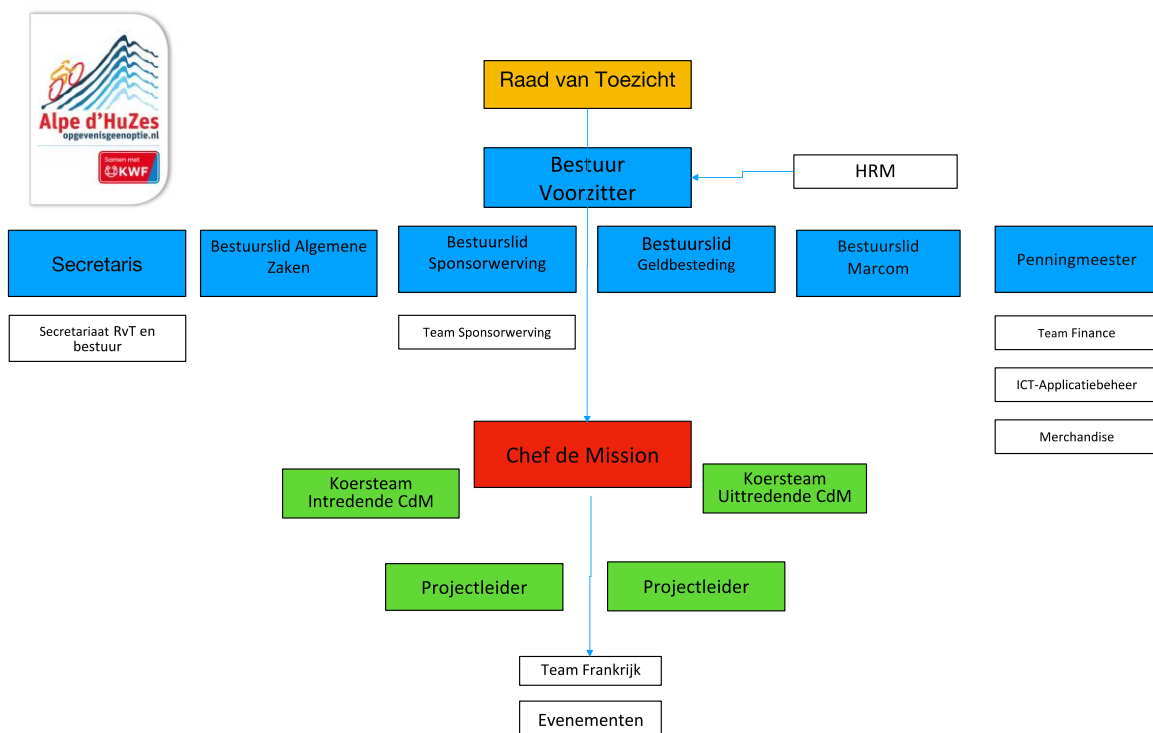 Alpe d'HuZes
opgevenisgeenoptie.nl
Samen met
KWF
Raad van Toezicht
Bestuur
Voorzitter
HRM
Secretaris
Bestuurslid Algemene
Zaken
Bestuurslid
Sponsorwerving
Bestuurslid
Geldbesteding
Bestuurslid
Marcom
Penningmeester
Secretariaat RvT en
bestuur
Team Sponsorwerving
Team Finance
ICT-Applicatiebeheer
Merchandise
Chef de Mission
Koersteam
Intredende CdM
Koersteam
Uittredende CdM
Projectleider
Projectleider
Team Frankrijk
Evenementen